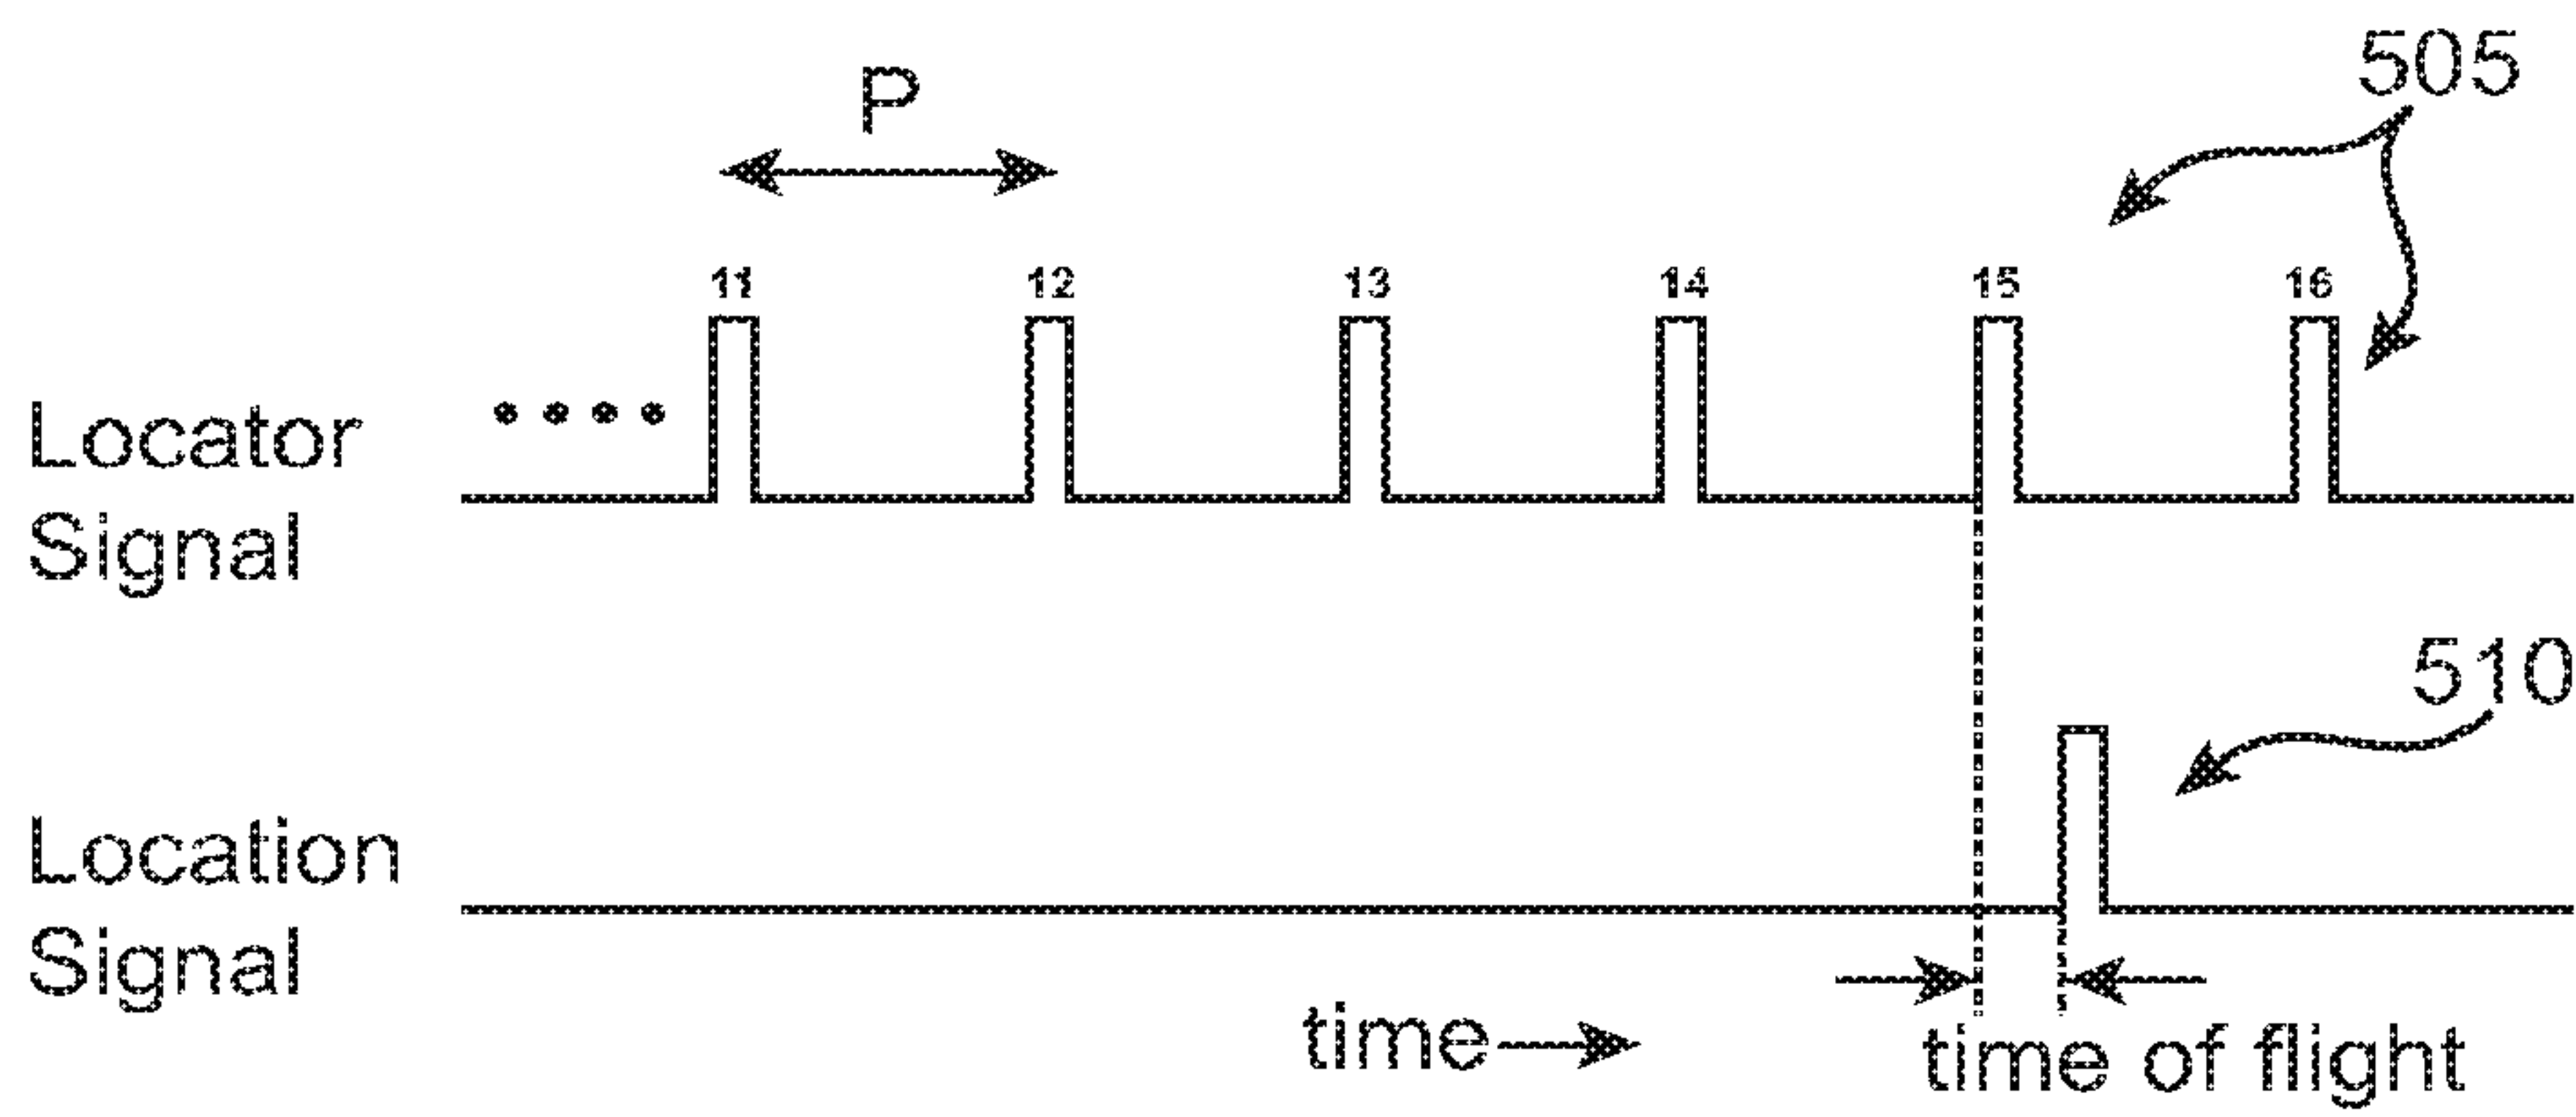 P
505
11 12 13 14 15 16
Locator
Signal
510
Location
Signal
time
time of flight